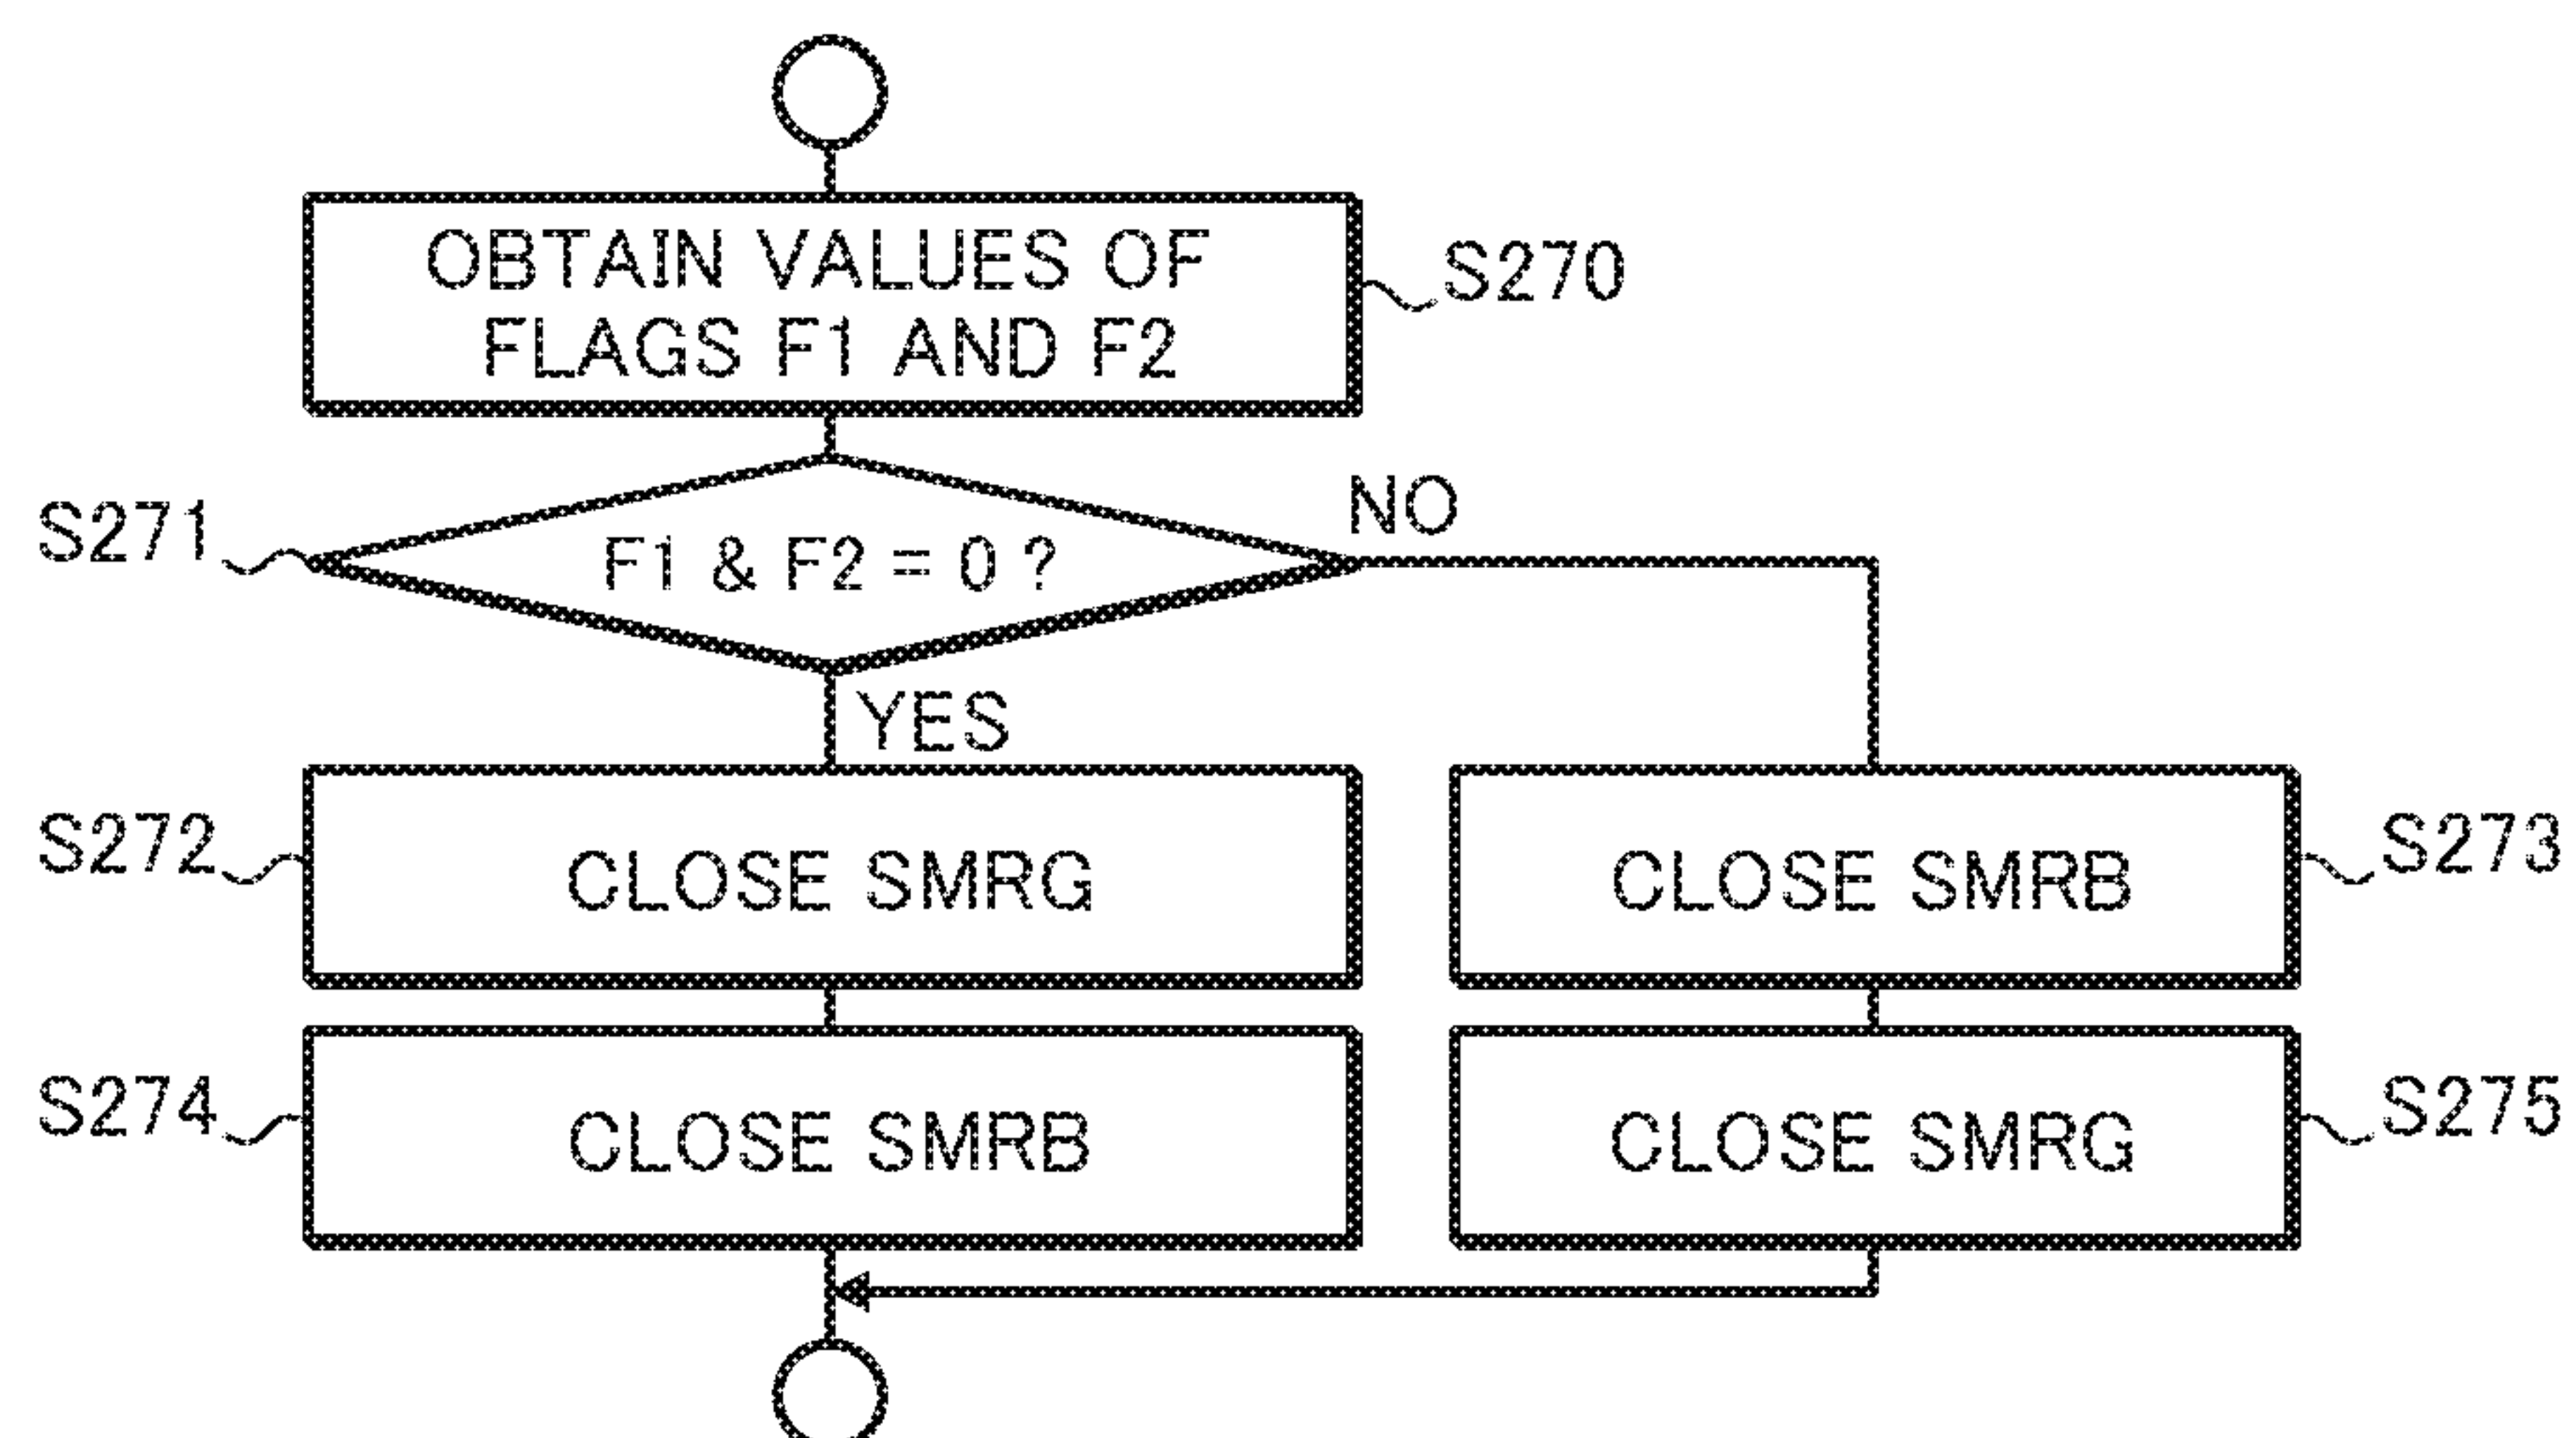 OBTAIN VALUES OF
FLAGS F1 AND F2
S270
S271
F1 & F2 = 0 ?
NO
YES
S272
CLOSE SMRG
CLOSE SMRB
S273
S274
CLOSE SMRB
CLOSE SMRG
S275